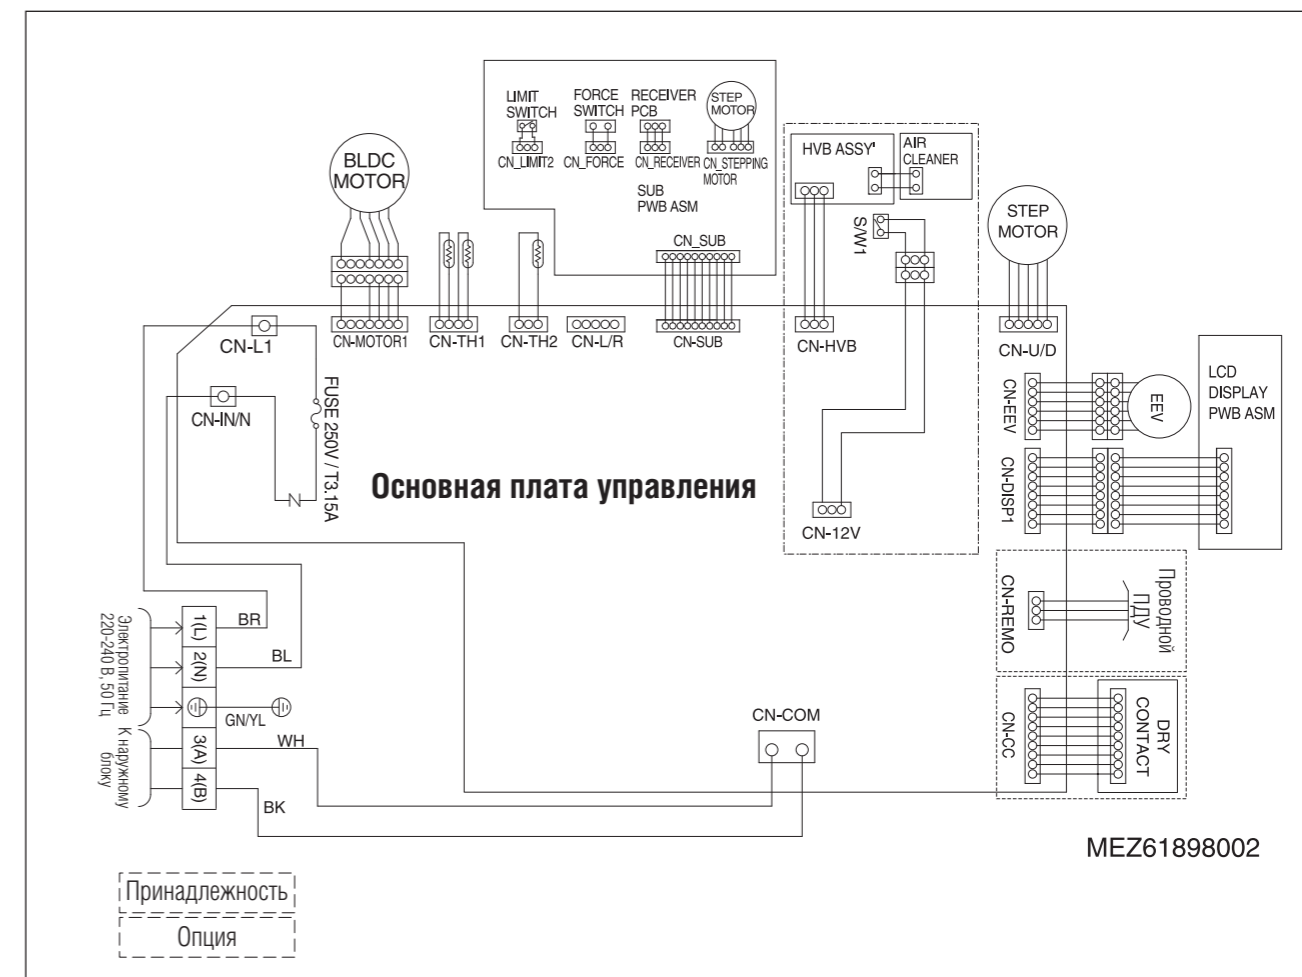 LIMIT
SWITCH
CN_LIMIT2
FORCE
SWITCH
CN_FORCE
RECEIVER
PCB
CN_RECEIVER
STEP
MOTOR
CN_STEPPING
MOTOR
SUB
PWB ASM
CN_SUB
BLDC
MOTOR
HVB ASSY'
AIR
CLEANER
S/W1
STEP
MOTOR
CN-L1
CN-MOTOR1
CN-TH1
CN-TH2
CN-L/R
CN-SUB
CN-HVB
CN-U/D
CN-IN/N
FUSE 250V / T3.15A
Основная плата управления
CN-12V
CN-EEV
EEV
LCD
DISPLAY
PWB ASM
CN-DISP1
CN-REMO
Проводной
ПДУ
CN-CC
DRY
CONTACT
Электропитание
220-240 В, 50 Гц
К наружному
блоку
1(L)
2(N)
3(A)
4(B)
BR
BL
GN/YL
WH
BK
CN-COM
MEZ61898002
Принадлежность
Опция